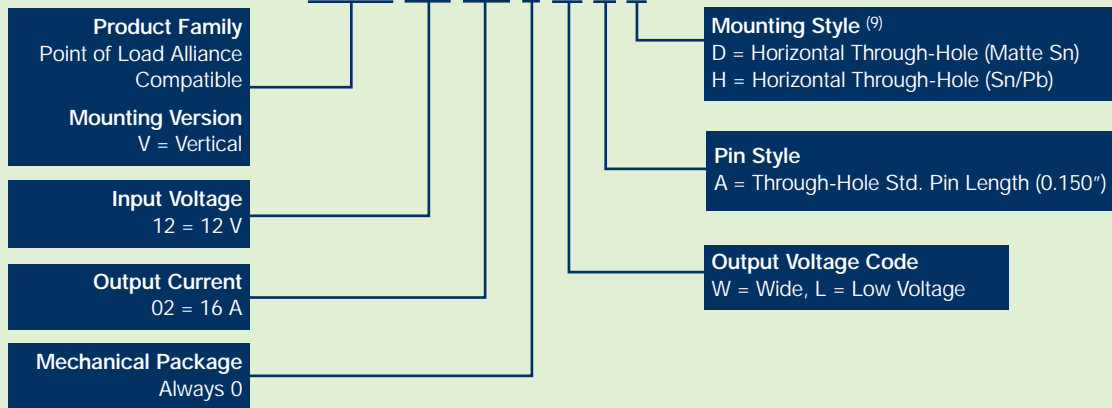 Product Family
Point of Load Alliance
Compatible
Mounting Version
V = Vertical
Input Voltage
12 = 12 V
Output Current
02 = 16 A
Mechanical Package
Always 0
Mounting Style (9)
D = Horizontal Through-Hole (Matte Sn)
H = Horizontal Through-Hole (Sn/Pb)
Pin Style
A = Through-Hole Std. Pin Length (0.150")
Output Voltage Code
W = Wide, L = Low Voltage